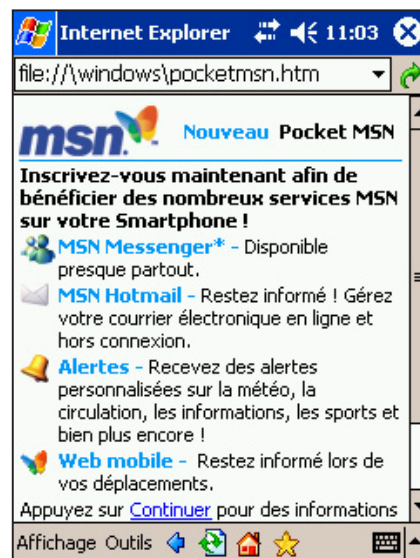 Internet Explorer 11:03
file://\windows\pocketmsn.htm
msn Nouveau Pocket MSN
Inscrivez-vous maintenant afin de
bénéficier des nombreux services MSN
sur votre Smartphone !
MSN Messenger* - Disponible
presque partout.
MSN Hotmail - Restez informé ! Gérez
votre courrier électronique en ligne et
hors connexion.
Alertes - Recevez des alertes
personnalisées sur la météo, la
circulation, les informations, les sports et
bien plus encore !
Web mobile - Restez informé lors de
vos déplacements.
Appuyez sur Continuer pour des informations
Affichage Outils